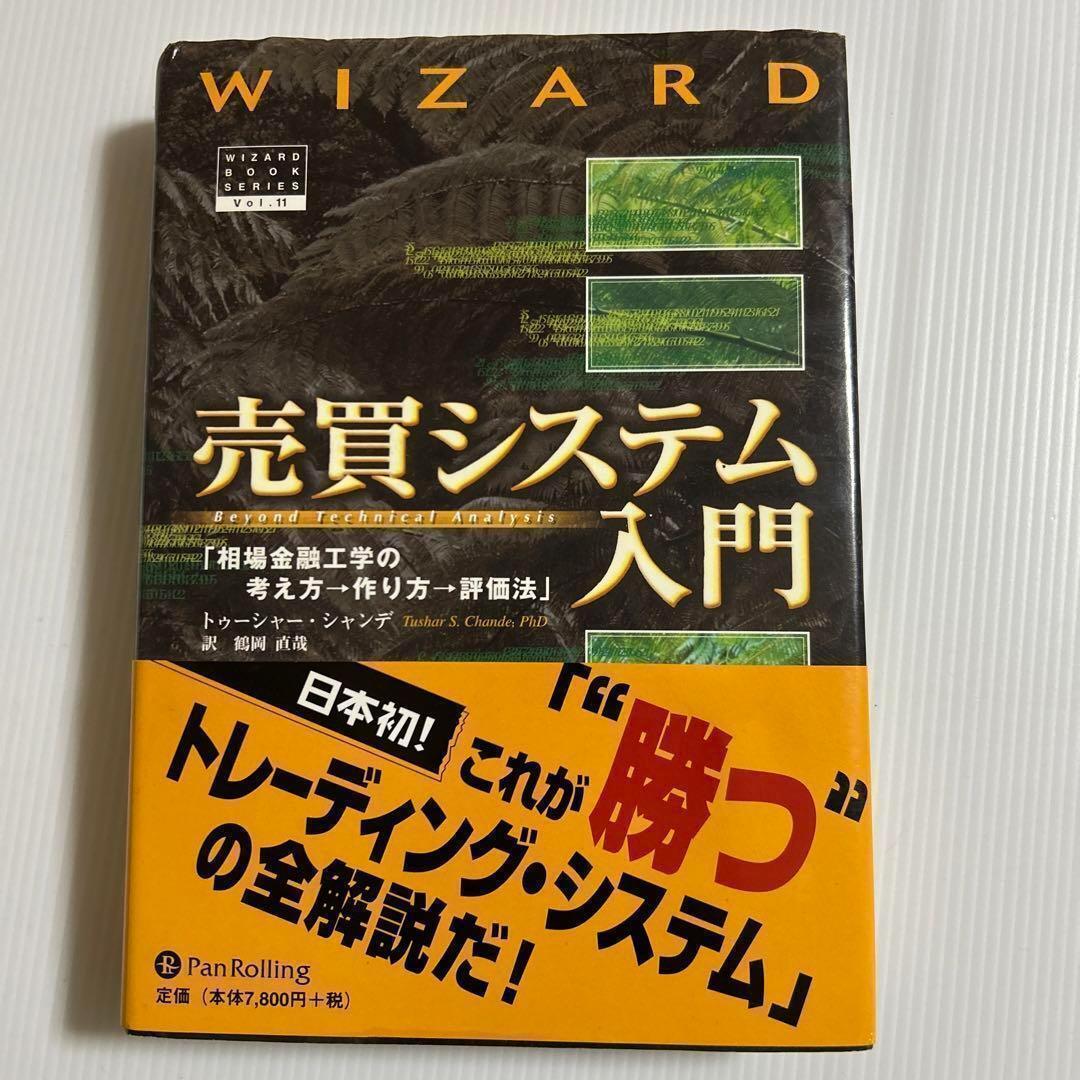 WIZARD
WIZARD
BOOK
SERIES
Vol.11
売買システム
入門
Beyond Technical Analysis
「相場金融工学の
考え方→作り方→評価法」
トゥーシャー・シャンデ Tushar S. Chande, PhD
訳 鶴岡 直哉
日本初!
これが「“勝つ”
トレーディング・システム」
の全解説だ!
PanRolling
定価（本体7,800円＋税）